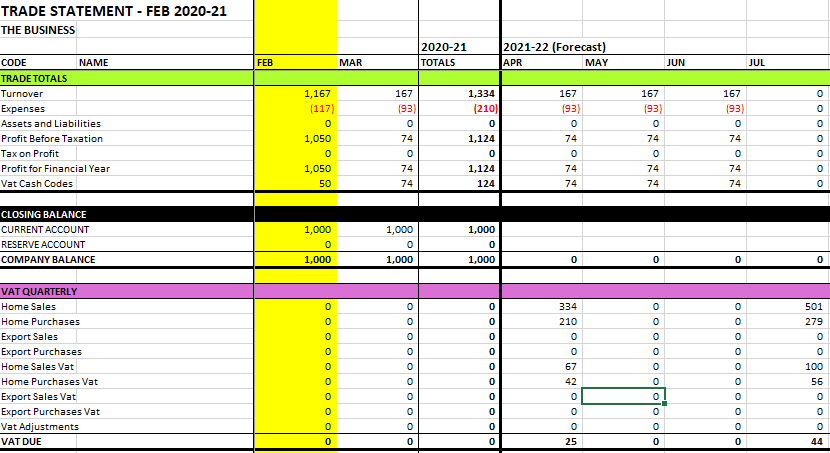 TRADE STATEMENT - FEB 2020-21
THE BUSINESS
2020-21 2021-22 (Forecast)
CODE NAME FEB MAR TOTALS APR MAY JUN JUL
TRADE TOTALS
Turnover 1,167 167 1,334 167 167 167 0
Expenses (117) (93) (210) (93) (93) (93) 0
Assets and Liabilities 0 0 0 0 0 0 0
Profit Before Taxation 1,050 74 1,124 74 74 74 0
Tax on Profit 0 0 0 0 0 0 0
Profit for Financial Year 1,050 74 1,124 74 74 74 0
Vat Cash Codes 50 74 124 74 74 74 0
CLOSING BALANCE
CURRENT ACCOUNT 1,000 1,000 1,000
RESERVE ACCOUNT 0 0 0
COMPANY BALANCE 1,000 1,000 1,000 0 0 0 0
VAT QUARTERLY
Home Sales 0 0 0 334 0 0 501
Home Purchases 0 0 0 210 0 0 279
Export Sales 0 0 0 0 0 0 0
Export Purchases 0 0 0 0 0 0 0
Home Sales Vat 0 0 0 67 0 0 100
Home Purchases Vat 0 0 0 42 0 0 56
Export Sales Vat 0 0 0 0 0 0 0
Export Purchases Vat 0 0 0 0 0 0 0
Vat Adjustments 0 0 0 0 0 0 0
VAT DUE 0 0 0 25 0 0 44